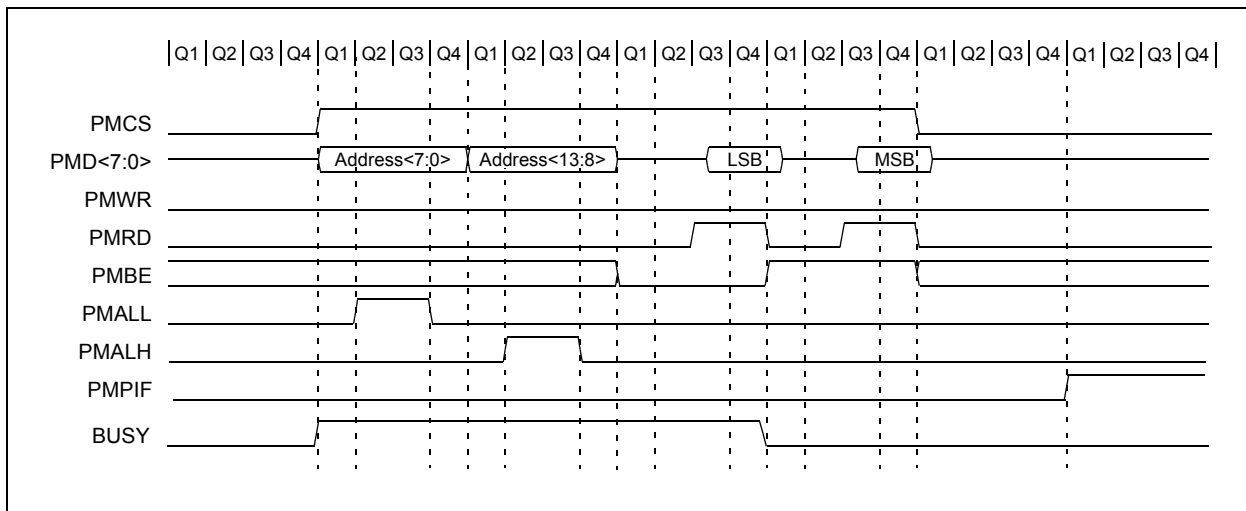 Q1 Q2 Q3 Q4 Q1 Q2 Q3 Q4 Q1 Q2 Q3 Q4 Q1 Q2 Q3 Q4 Q1 Q2 Q3 Q4 Q1 Q2 Q3 Q4 Q1 Q2 Q3 Q4
PMCS
PMD<7:0> Address<7:0> Address<13:8> LSB MSB
PMWR
PMRD
PMBE
PMALL
PMALH
PMPIF
BUSY